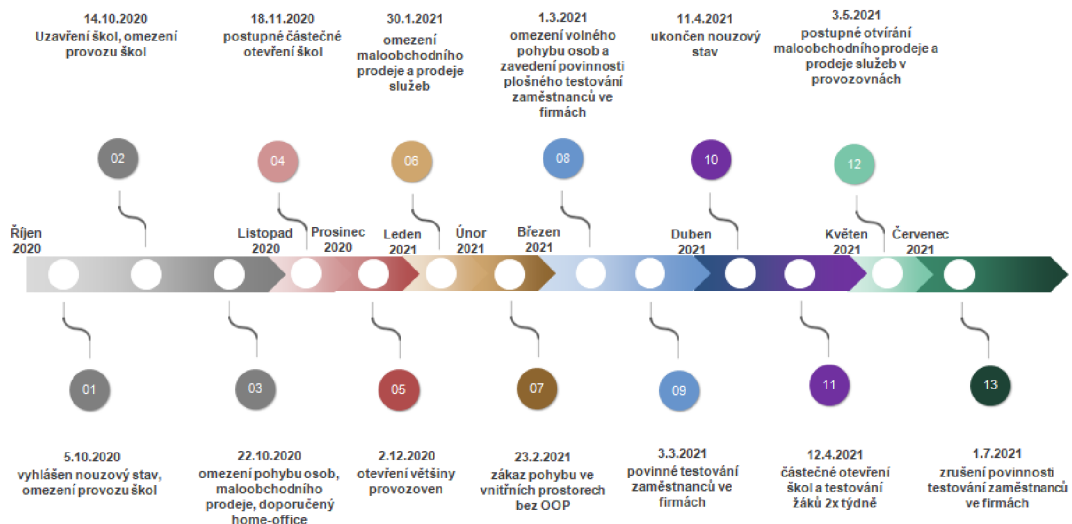 14.10.2020
Uzavření škol, omezení
provozu škol
18.11.2020
postupné částečné
otevření škol
30.1.2021
omezení
maloobchodního
prodeje a prodeje
služeb
1.3.2021
omezení volného
pohybu osob a
zavedení povinnosti
plošného testování
zaměstnanců ve
firmách
11.4.2021
ukončen nouzový
stav
3.5.2021
postupné otvírání
maloobchodního prodeje a
prodeje služeb v
provozovnách
02
04
06
08
10
12
Říjen
2020
Listopad
2020
Prosinec
2020
Leden
2021
Únor
2021
Březen
2021
Duben
2021
Květen
2021
Červenec
2021
01
03
05
07
09
11
13
5.10.2020
vyhlášen nouzový stav,
omezení provozu škol
22.10.2020
omezení pohybu osob,
maloobchodního
prodeje, doporučený
home-office
2.12.2020
otevření většiny
provozoven
23.2.2021
zákaz pohybu ve
vnitřních prostorech
bez OOP
3.3.2021
povinné testování
zaměstnanců ve
firmách
12.4.2021
částečné otevření
škol a testování
žáků 2x týdně
1.7.2021
zrušení povinnosti
testování zaměstnanců
ve firmách